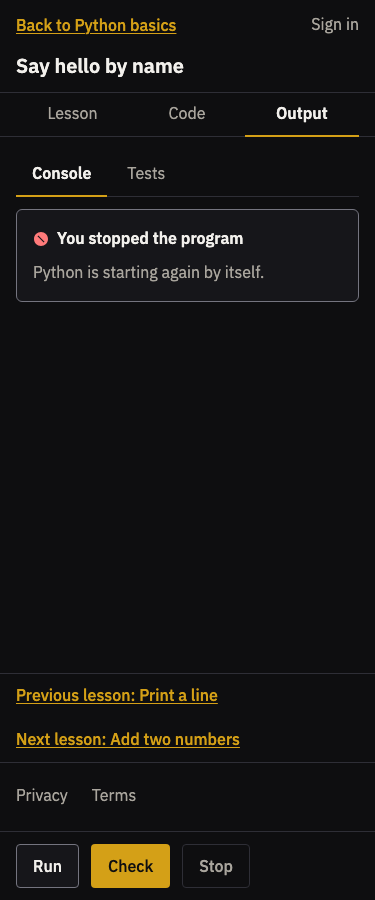 Back to Python basics
Sign in
Say hello by name
Lesson
Code
Output
Console
Tests
You stopped the program
Python is starting again by itself.
Previous lesson: Print a line
Next lesson: Add two numbers
Privacy
Terms
Run
Check
Stop